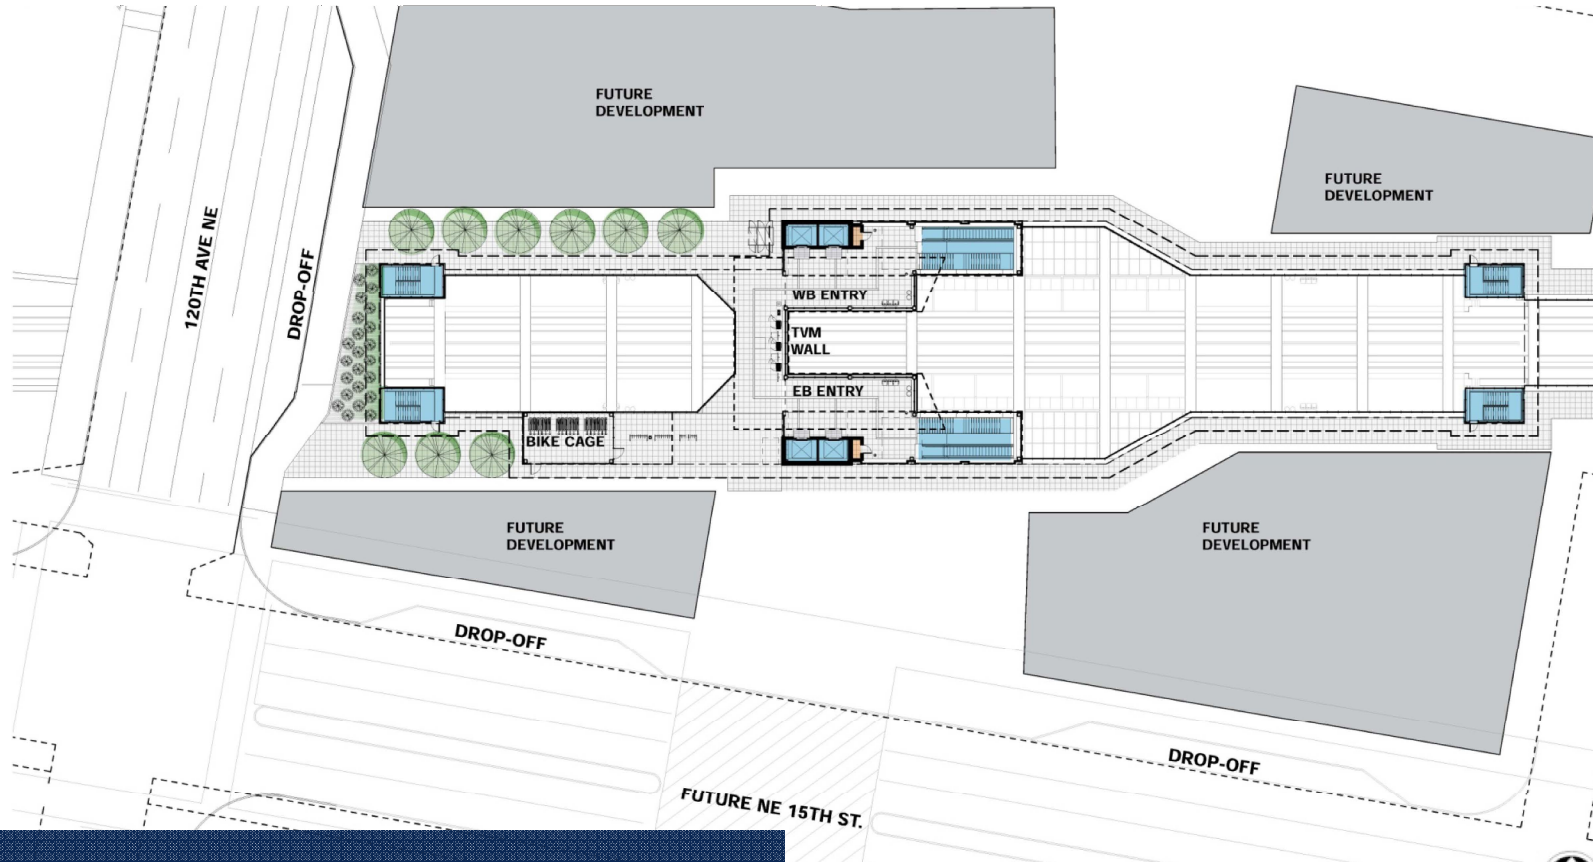 FUTURE
DEVELOPMENT
FUTURE
DEVELOPMENT
120TH AVE NE
DROP-OFF
WB ENTRY
TVM
WALL
EB ENTRY
BIKE CAGE
FUTURE
DEVELOPMENT
FUTURE
DEVELOPMENT
DROP-OFF
DROP-OFF
FUTURE NE 15TH ST.